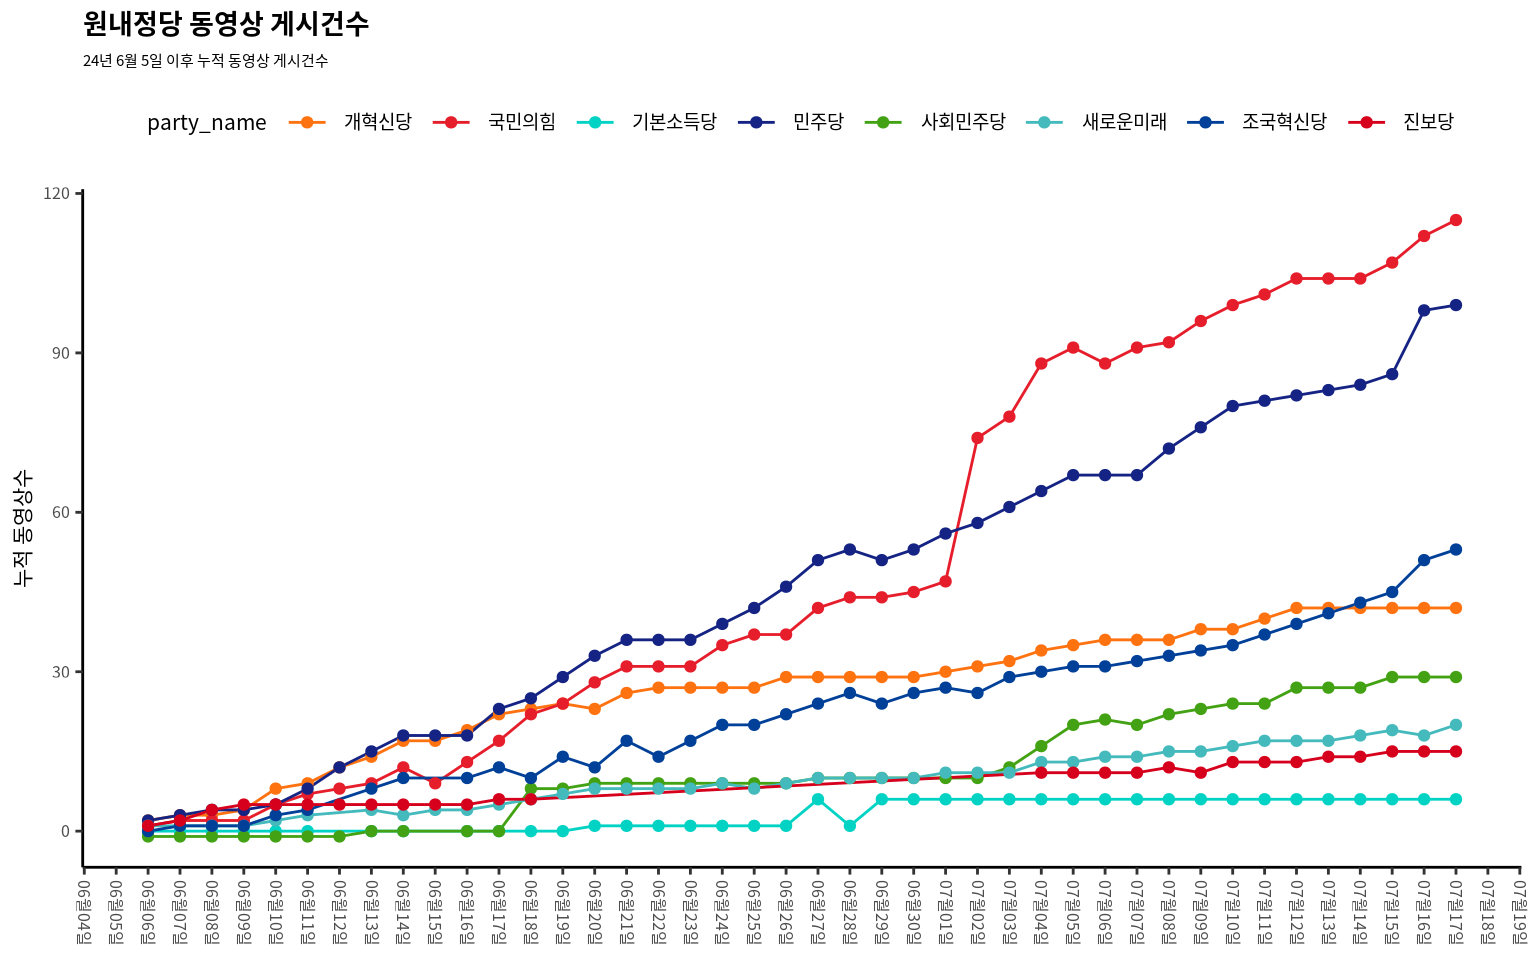 원내정당 동영상 게시건수
24년 6월 5일 이후 누적 동영상 게시건수
party_name 개혁신당 국민의힘 기본소득당 민주당 사회민주당 새로운미래 조국혁신당 진보당
120
90
60
30
0
누적 동영상수
06월04일
06월05일
06월06일
06월07일
06월08일
06월09일
06월10일
06월11일
06월12일
06월13일
06월14일
06월15일
06월16일
06월17일
06월18일
06월19일
06월20일
06월21일
06월22일
06월23일
06월24일
06월25일
06월26일
06월27일
06월28일
06월29일
06월30일
07월01일
07월02일
07월03일
07월04일
07월05일
07월06일
07월07일
07월08일
07월09일
07월10일
07월11일
07월12일
07월13일
07월14일
07월15일
07월16일
07월17일
07월18일
07월19일